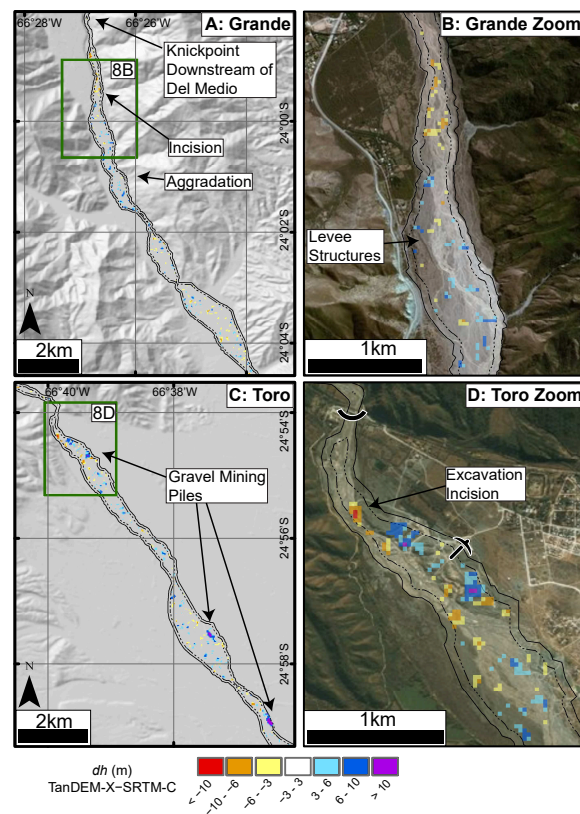 66°28'W
66°26'W
A: Grande
Knickpoint
Downstream of
Del Medio
8B
24°00'S
Incision
Aggradation
24°02'S
N
2km
24°04'S
B: Grande Zoom
Levee
Structures
1km
66°40'W
66°38'W
C: Toro
8D
24°54'S
Gravel Mining
Piles
24°56'S
24°58'S
N
2km
D: Toro Zoom
Excavation
Incision
1km
dh (m)
TanDEM-X−SRTM-C
< −10
−10 - −6
−6 - −3
−3 - 3
3 - 6
6 - 10
> 10